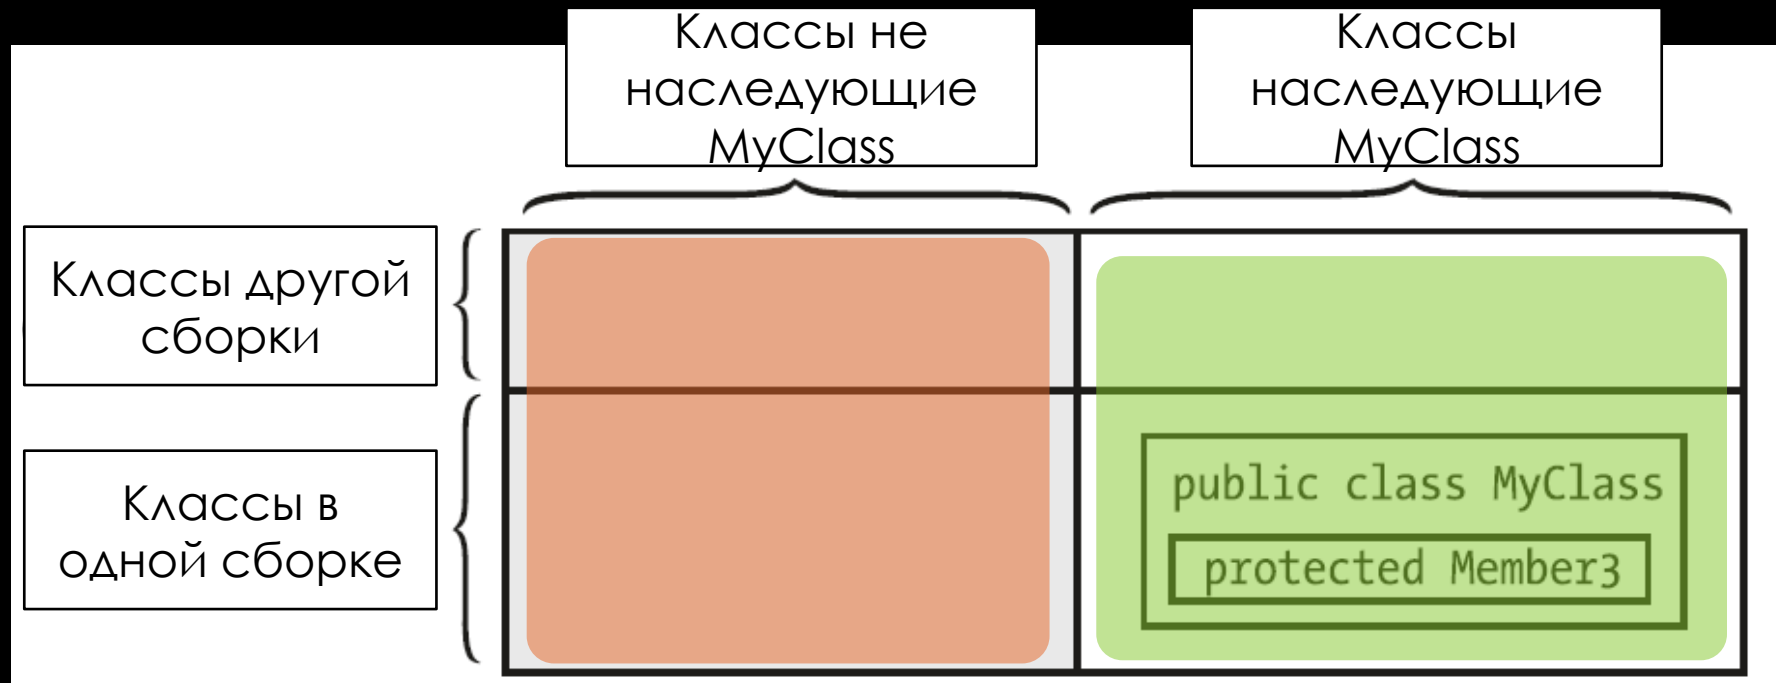 Классы не
наследующие
MyClass
Классы
наследующие
MyClass
Классы другой
сборки
Классы в
одной сборке
public class MyClass
protected Member3